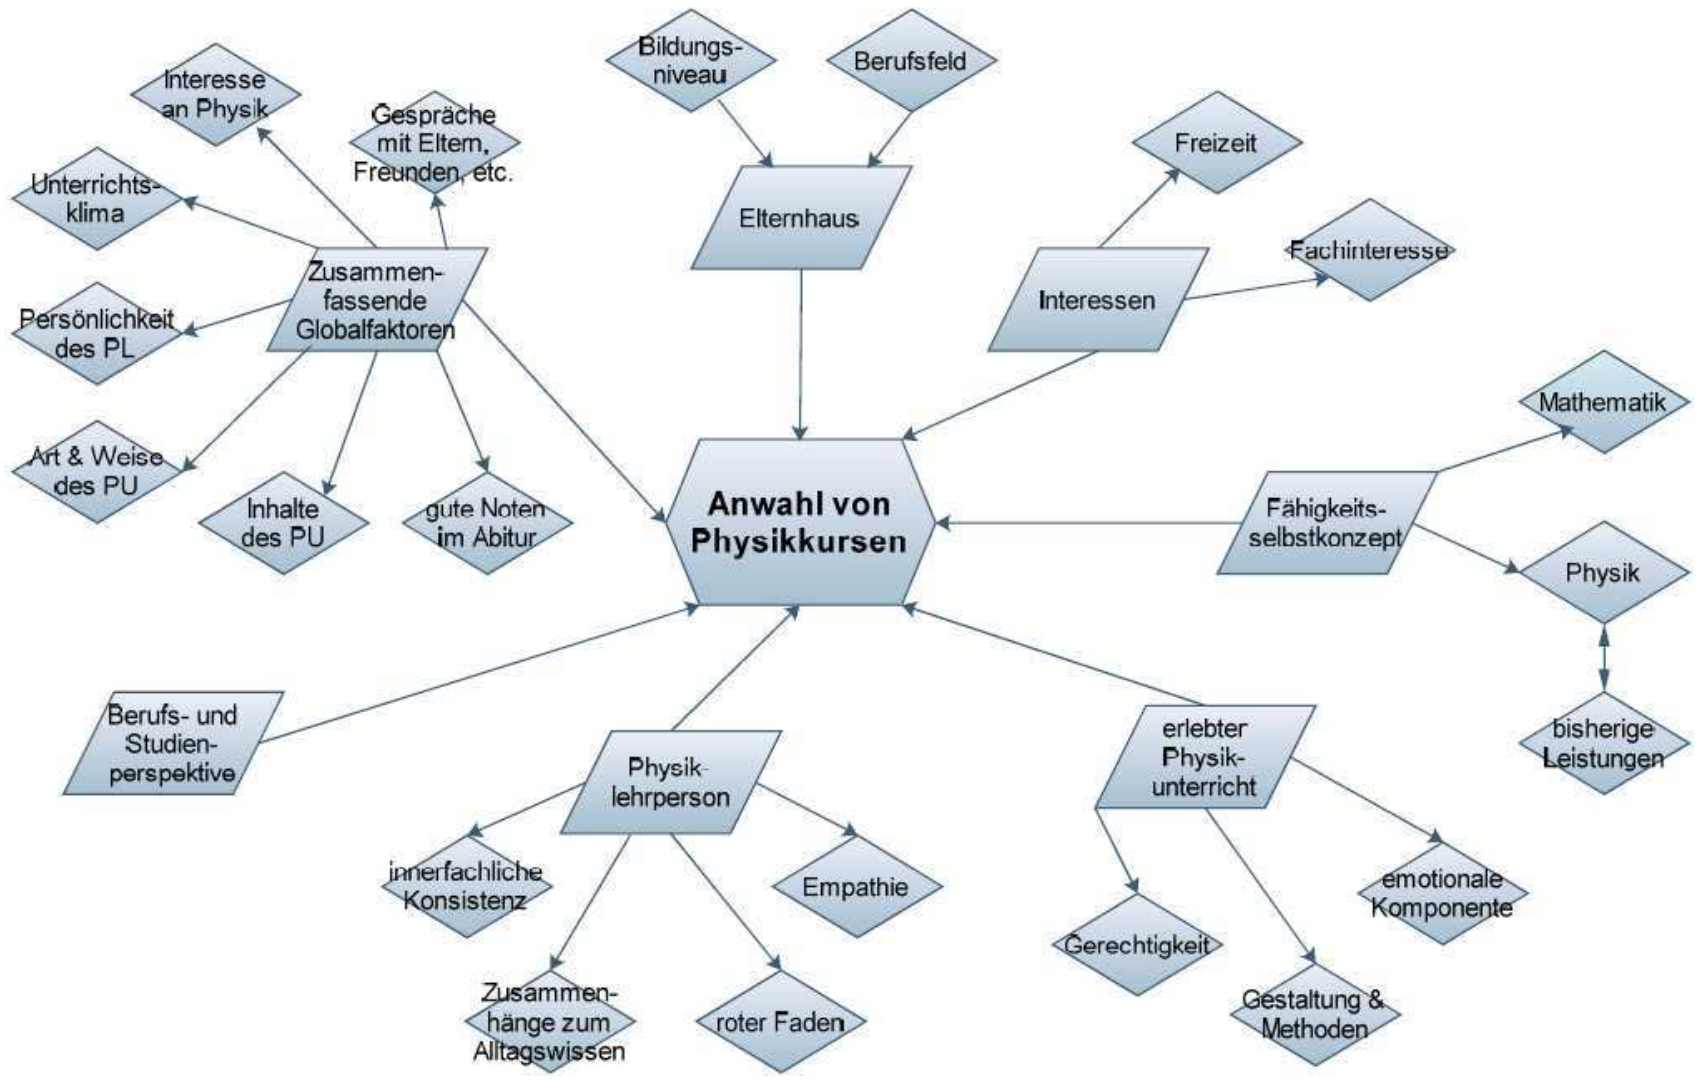 Bildungs-
niveau
Berufsfeld
Interesse
an Physik
Gespräche
mit Eltern,
Freunden, etc.
Freizeit
Unterrichts-
klima
Elternhaus
Fachinteresse
Zusammen-
fassende
Globalfaktoren
Interessen
Persönlichkeit
des PL
Mathematik
Art & Weise
des PU
Inhalte
des PU
gute Noten
im Abitur
Anwahl von
Physikkursen
Fähigkeits-
selbstkonzept
Physik
Berufs- und
Studien-
perspektive
Physik-
lehrperson
erlebter
Physik-
unterricht
bisherige
Leistungen
innerfachliche
Konsistenz
Empathie
emotionale
Komponente
Gerechtigkeit
Zusammen-
hänge zum
Alltagswissen
roter Faden
Gestaltung &
Methoden